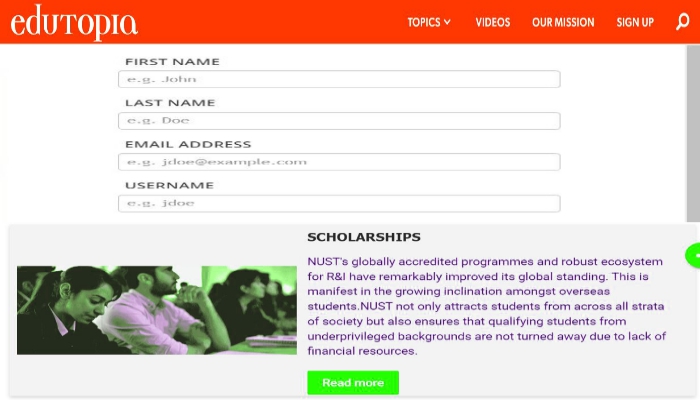 edutopia
TOPICS VIDEOS OUR MISSION SIGN UP
FIRST NAME
e.g. John
LAST NAME
e.g. Doe
EMAIL ADDRESS
e.g. jdoe@example.com
USERNAME
e.g. jdoe
SCHOLARSHIPS
NUST's globally accredited programmes and robust ecosystem
for R&I have remarkably improved its global standing. This is
manifest in the growing inclination amongst overseas
students.NUST not only attracts students from across all strata
of society but also ensures that qualifying students from
underprivileged backgrounds are not turned away due to lack of
financial resources.
Read more